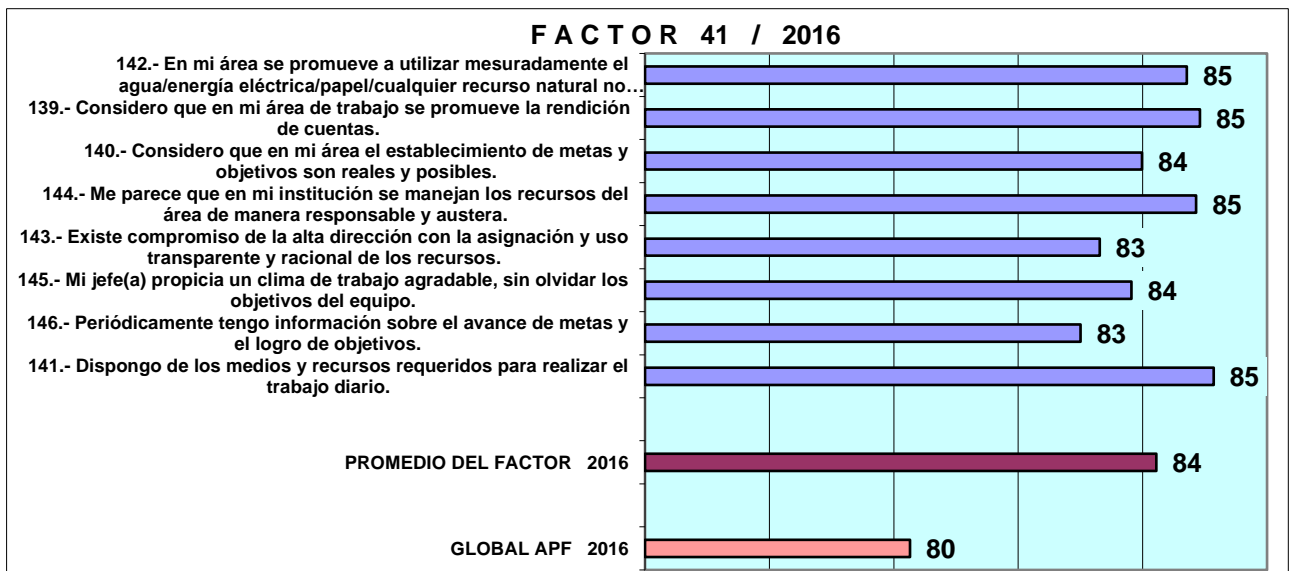 F A C T O R 41 / 2016
142.- En mi área se promueve a utilizar mesuradamente el
agua/energía eléctrica/papel/cualquier recurso natural no…
85
139.- Considero que en mi área de trabajo se promueve la rendición
de cuentas.
85
140.- Considero que en mi área el establecimiento de metas y
objetivos son reales y posibles.
84
144.- Me parece que en mi institución se manejan los recursos del
área de manera responsable y austera.
85
143.- Existe compromiso de la alta dirección con la asignación y uso
transparente y racional de los recursos.
83
145.- Mi jefe(a) propicia un clima de trabajo agradable, sin olvidar los
objetivos del equipo.
84
146.- Periódicamente tengo información sobre el avance de metas y
el logro de objetivos.
83
141.- Dispongo de los medios y recursos requeridos para realizar el
trabajo diario.
85
PROMEDIO DEL FACTOR 2016
84
GLOBAL APF 2016
80